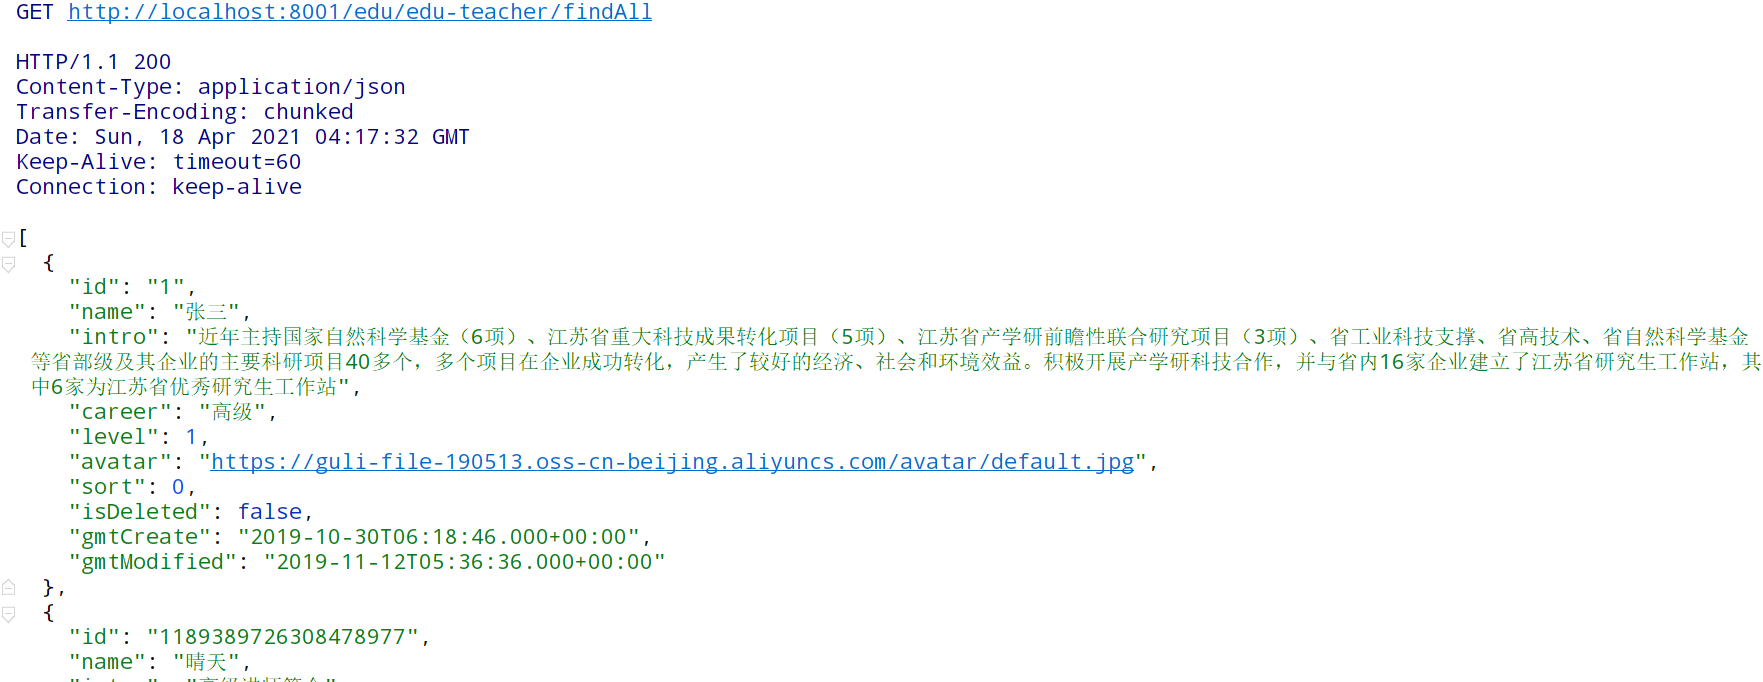 GET http://localhost:8001/edu/edu-teacher/findAll
HTTP/1.1 200
Content-Type: application/json
Transfer-Encoding: chunked
Date: Sun, 18 Apr 2021 04:17:32 GMT
Keep-Alive: timeout=60
Connection: keep-alive
[
{
"id": "1",
"name": "张三",
"intro": "近年主持国家自然科学基金（6项）、江苏省重大科技成果转化项目（5项）、江苏省产学研前瞻性联合研究项目（3项）、省工业科技支撑、省高技术、省自然科学基金
等省部级及其企业的主要科研项目40多个，多个项目在企业成功转化，产生了较好的经济、社会和环境效益。积极开展产学研科技合作，并与省内16家企业建立了江苏省研究生工作站，其
中6家为江苏省优秀研究生工作站",
"career": "高级",
"level": 1,
"avatar": "https://guli-file-190513.oss-cn-beijing.aliyuncs.com/avatar/default.jpg",
"sort": 0,
"isDeleted": false,
"gmtCreate": "2019-10-30T06:18:46.000+00:00",
"gmtModified": "2019-11-12T05:36:36.000+00:00"
},
{
"id": "1189389726308478977",
"name": "晴天",
"intro": "高级讲师简介"